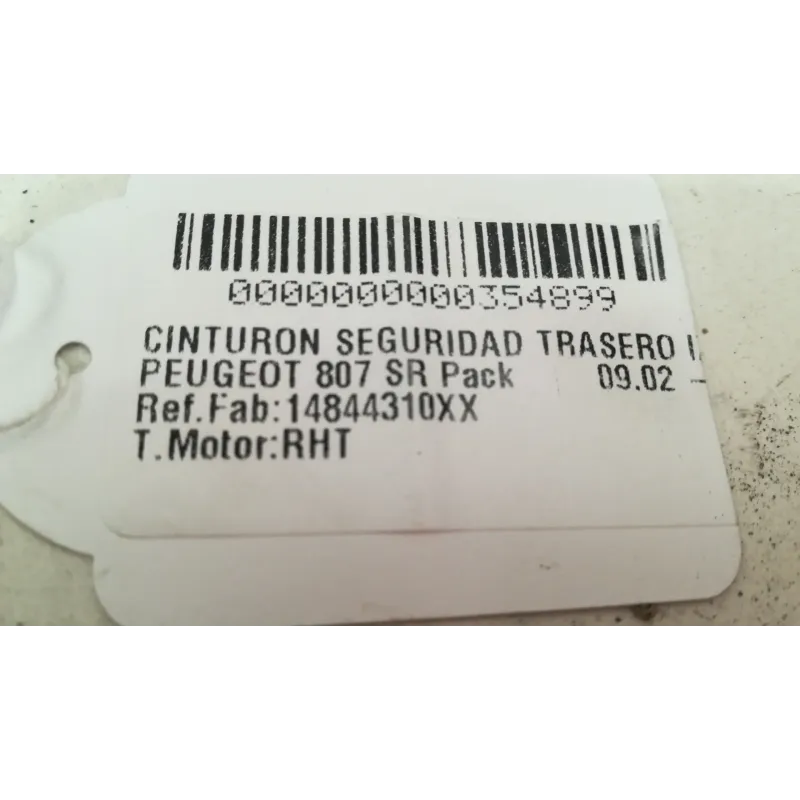 0000000000354899
CINTURON SEGURIDAD TRASERO
PEUGEOT 807 SR Pack 09.02 -
Ref.Fab:14844310XX
T.Motor:RHT